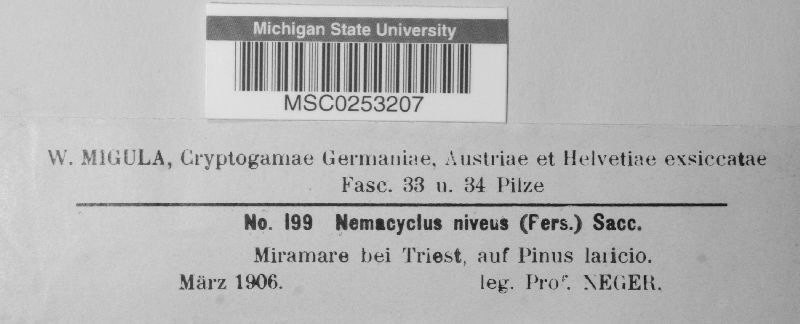 Michigan State University
MSC0253207
W. MIGULA, Cryptogamae Germaniae, Austriae et Helvetiae exsiccatae
Fasc. 33 u. 34 Pilze
No. 199 Nemacyclus niveus (Pers.) Sacc.
Miramare bei Triest, auf Pinus laricio.
März 1906. leg. Prof. NEGER.